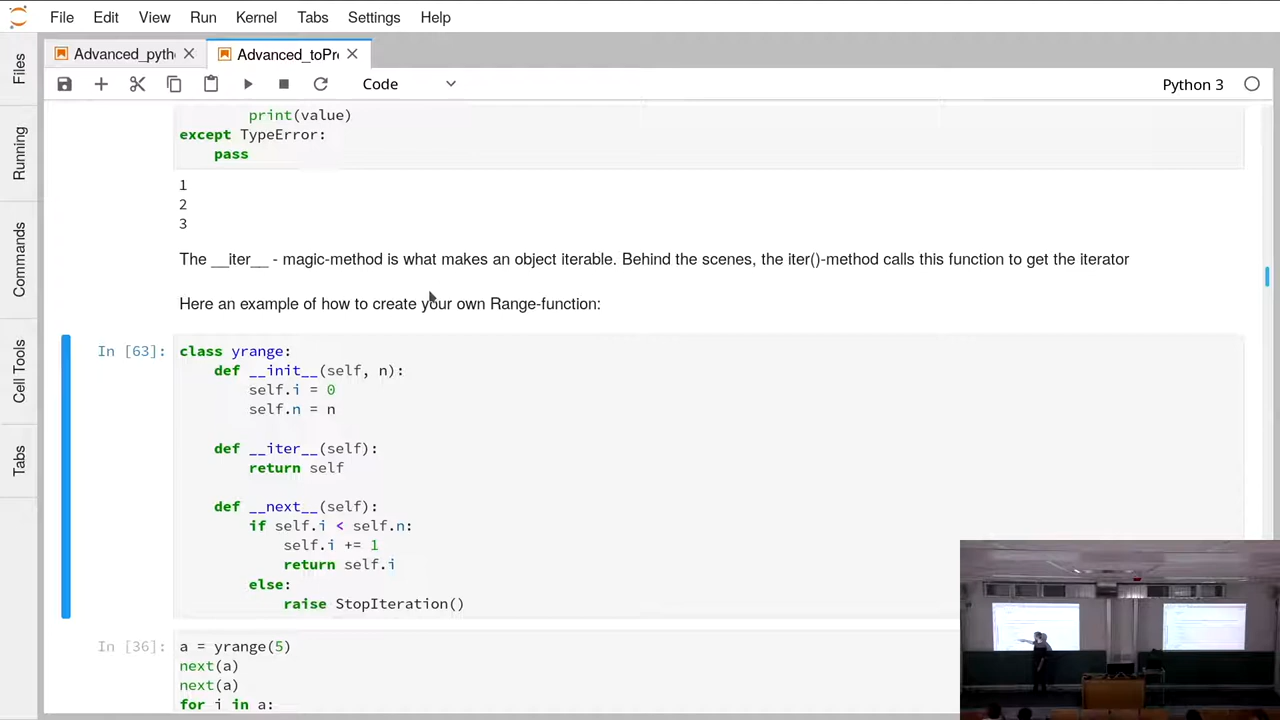 File Edit View Run Kernel Tabs Settings Help
Files
Running
Commands
Cell Tools
Tabs
Advanced_pyth
Advanced_toPr
Code
Python 3
print(value)
except TypeError:
pass
1
2
3
The __iter__ - magic-method is what makes an object iterable. Behind the scenes, the iter()-method calls this function to get the iterator
Here an example of how to create your own Range-function:
In [63]:
class yrange:
def __init__(self, n):
self.i = 0
self.n = n
def __iter__(self):
return self
def __next__(self):
if self.i < self.n:
self.i += 1
return self.i
else:
raise StopIteration()
In [36]:
a = yrange(5)
next(a)
next(a)
for i in a: